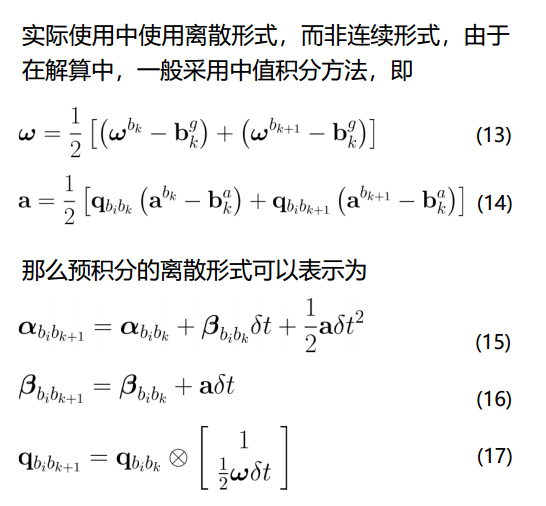 实际使用中使用离散形式，而非连续形式，由于
在解算中，一般采用中值积分方法，即
$\boldsymbol{\omega} = \frac{1}{2} \left[ \left( \boldsymbol{\omega}^{b_k} - \mathbf{b}_k^g \right) + \left( \boldsymbol{\omega}^{b_{k+1}} - \mathbf{b}_k^g \right) \right]$ (13)
$\mathbf{a} = \frac{1}{2} \left[ \mathbf{q}_{b_i b_k} \left( \mathbf{a}^{b_k} - \mathbf{b}_k^a \right) + \mathbf{q}_{b_i b_{k+1}} \left( \mathbf{a}^{b_{k+1}} - \mathbf{b}_k^a \right) \right]$ (14)
那么预积分的离散形式可以表示为
$\boldsymbol{\alpha}_{b_i b_{k+1}} = \boldsymbol{\alpha}_{b_i b_k} + \boldsymbol{\beta}_{b_i b_k} \delta t + \frac{1}{2} \mathbf{a} \delta t^2$ (15)
$\boldsymbol{\beta}_{b_i b_{k+1}} = \boldsymbol{\beta}_{b_i b_k} + \mathbf{a} \delta t$ (16)
$\mathbf{q}_{b_i b_{k+1}} = \mathbf{q}_{b_i b_k} \otimes \left[ \begin{array}{c} 1 \\ \frac{1}{2} \boldsymbol{\omega} \delta t \end{array} \right]$ (17)